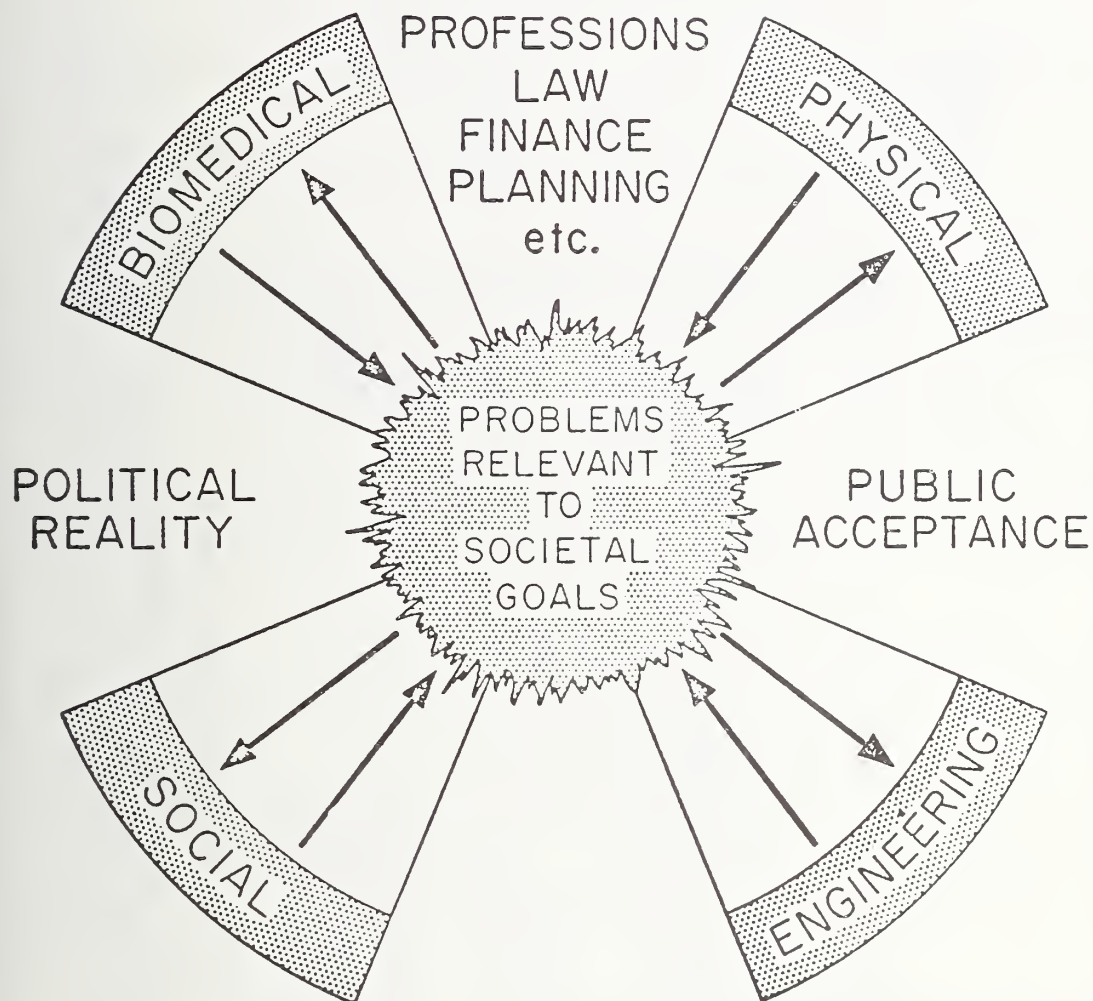 PROFESSIONS
LAW
FINANCE
PLANNING
etc.
BIOMEDICAL
PHYSICAL
PROBLEMS
RELEVANT
TO
SOCIETAL
GOALS
POLITICAL
REALITY
PUBLIC
ACCEPTANCE
SOCIAL
ENGINEERING